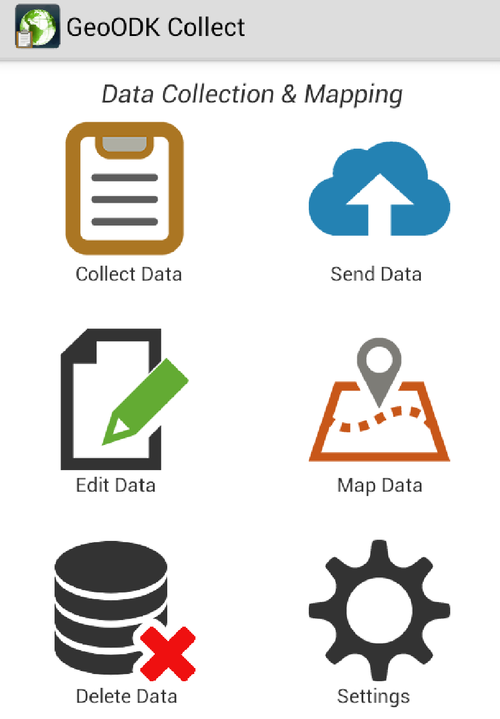 GeoODK Collect
Data Collection & Mapping
Collect Data
Send Data
Edit Data
Map Data
Delete Data
Settings